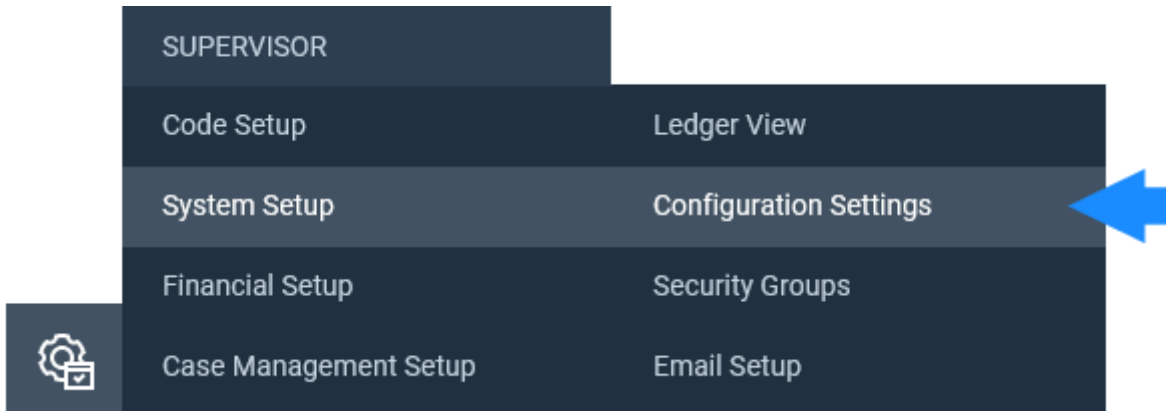 SUPERVISOR
Code Setup
System Setup
Financial Setup
Case Management Setup
Ledger View
Configuration Settings
Security Groups
Email Setup